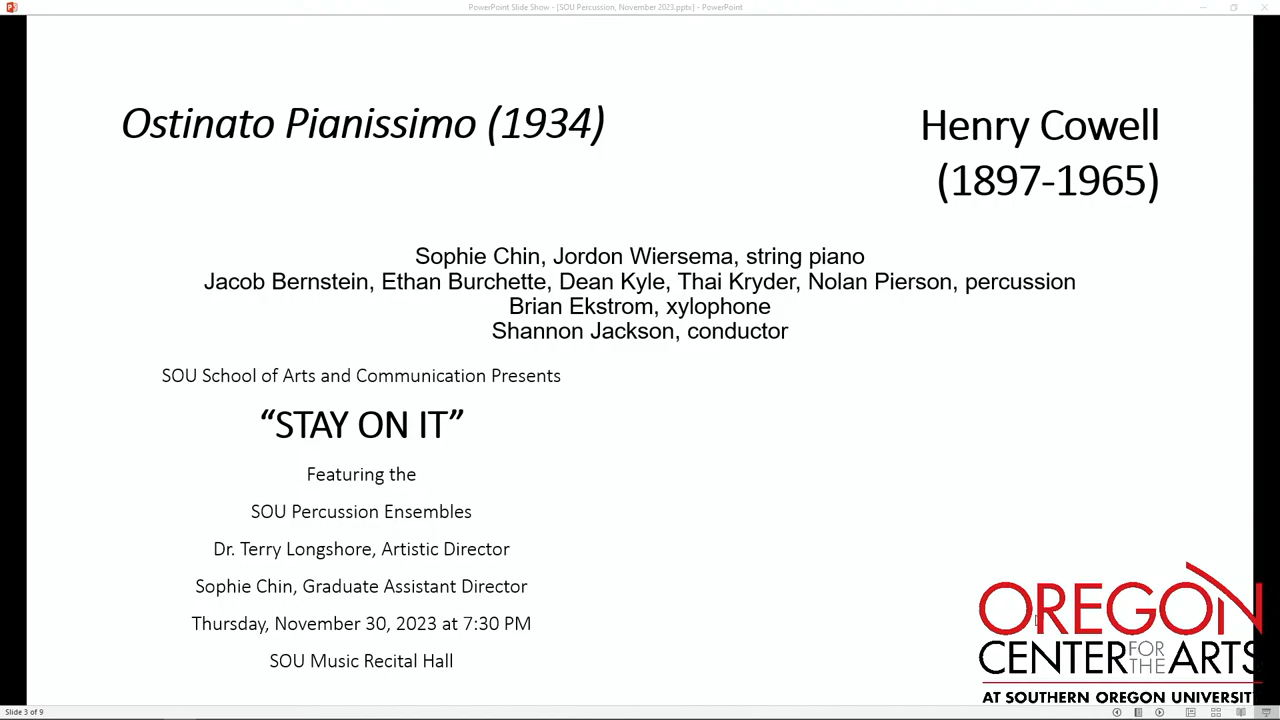 PowerPoint Slide Show - [SOU Percussion, November 2023.pptx] - PowerPoint
Ostinato Pianissimo (1934)
Henry Cowell
(1897-1965)
Sophie Chin, Jordon Wiersema, string piano
Jacob Bernstein, Ethan Burchette, Dean Kyle, Thai Kryder, Nolan Pierson, percussion
Brian Ekstrom, xylophone
Shannon Jackson, conductor
SOU School of Arts and Communication Presents
“STAY ON IT”
Featuring the
SOU Percussion Ensembles
Dr. Terry Longshore, Artistic Director
Sophie Chin, Graduate Assistant Director
Thursday, November 30, 2023 at 7:30 PM
SOU Music Recital Hall
OREGON
CENTER FOR THE ARTS
AT SOUTHERN OREGON UNIVERSITY
Slide 3 of 9